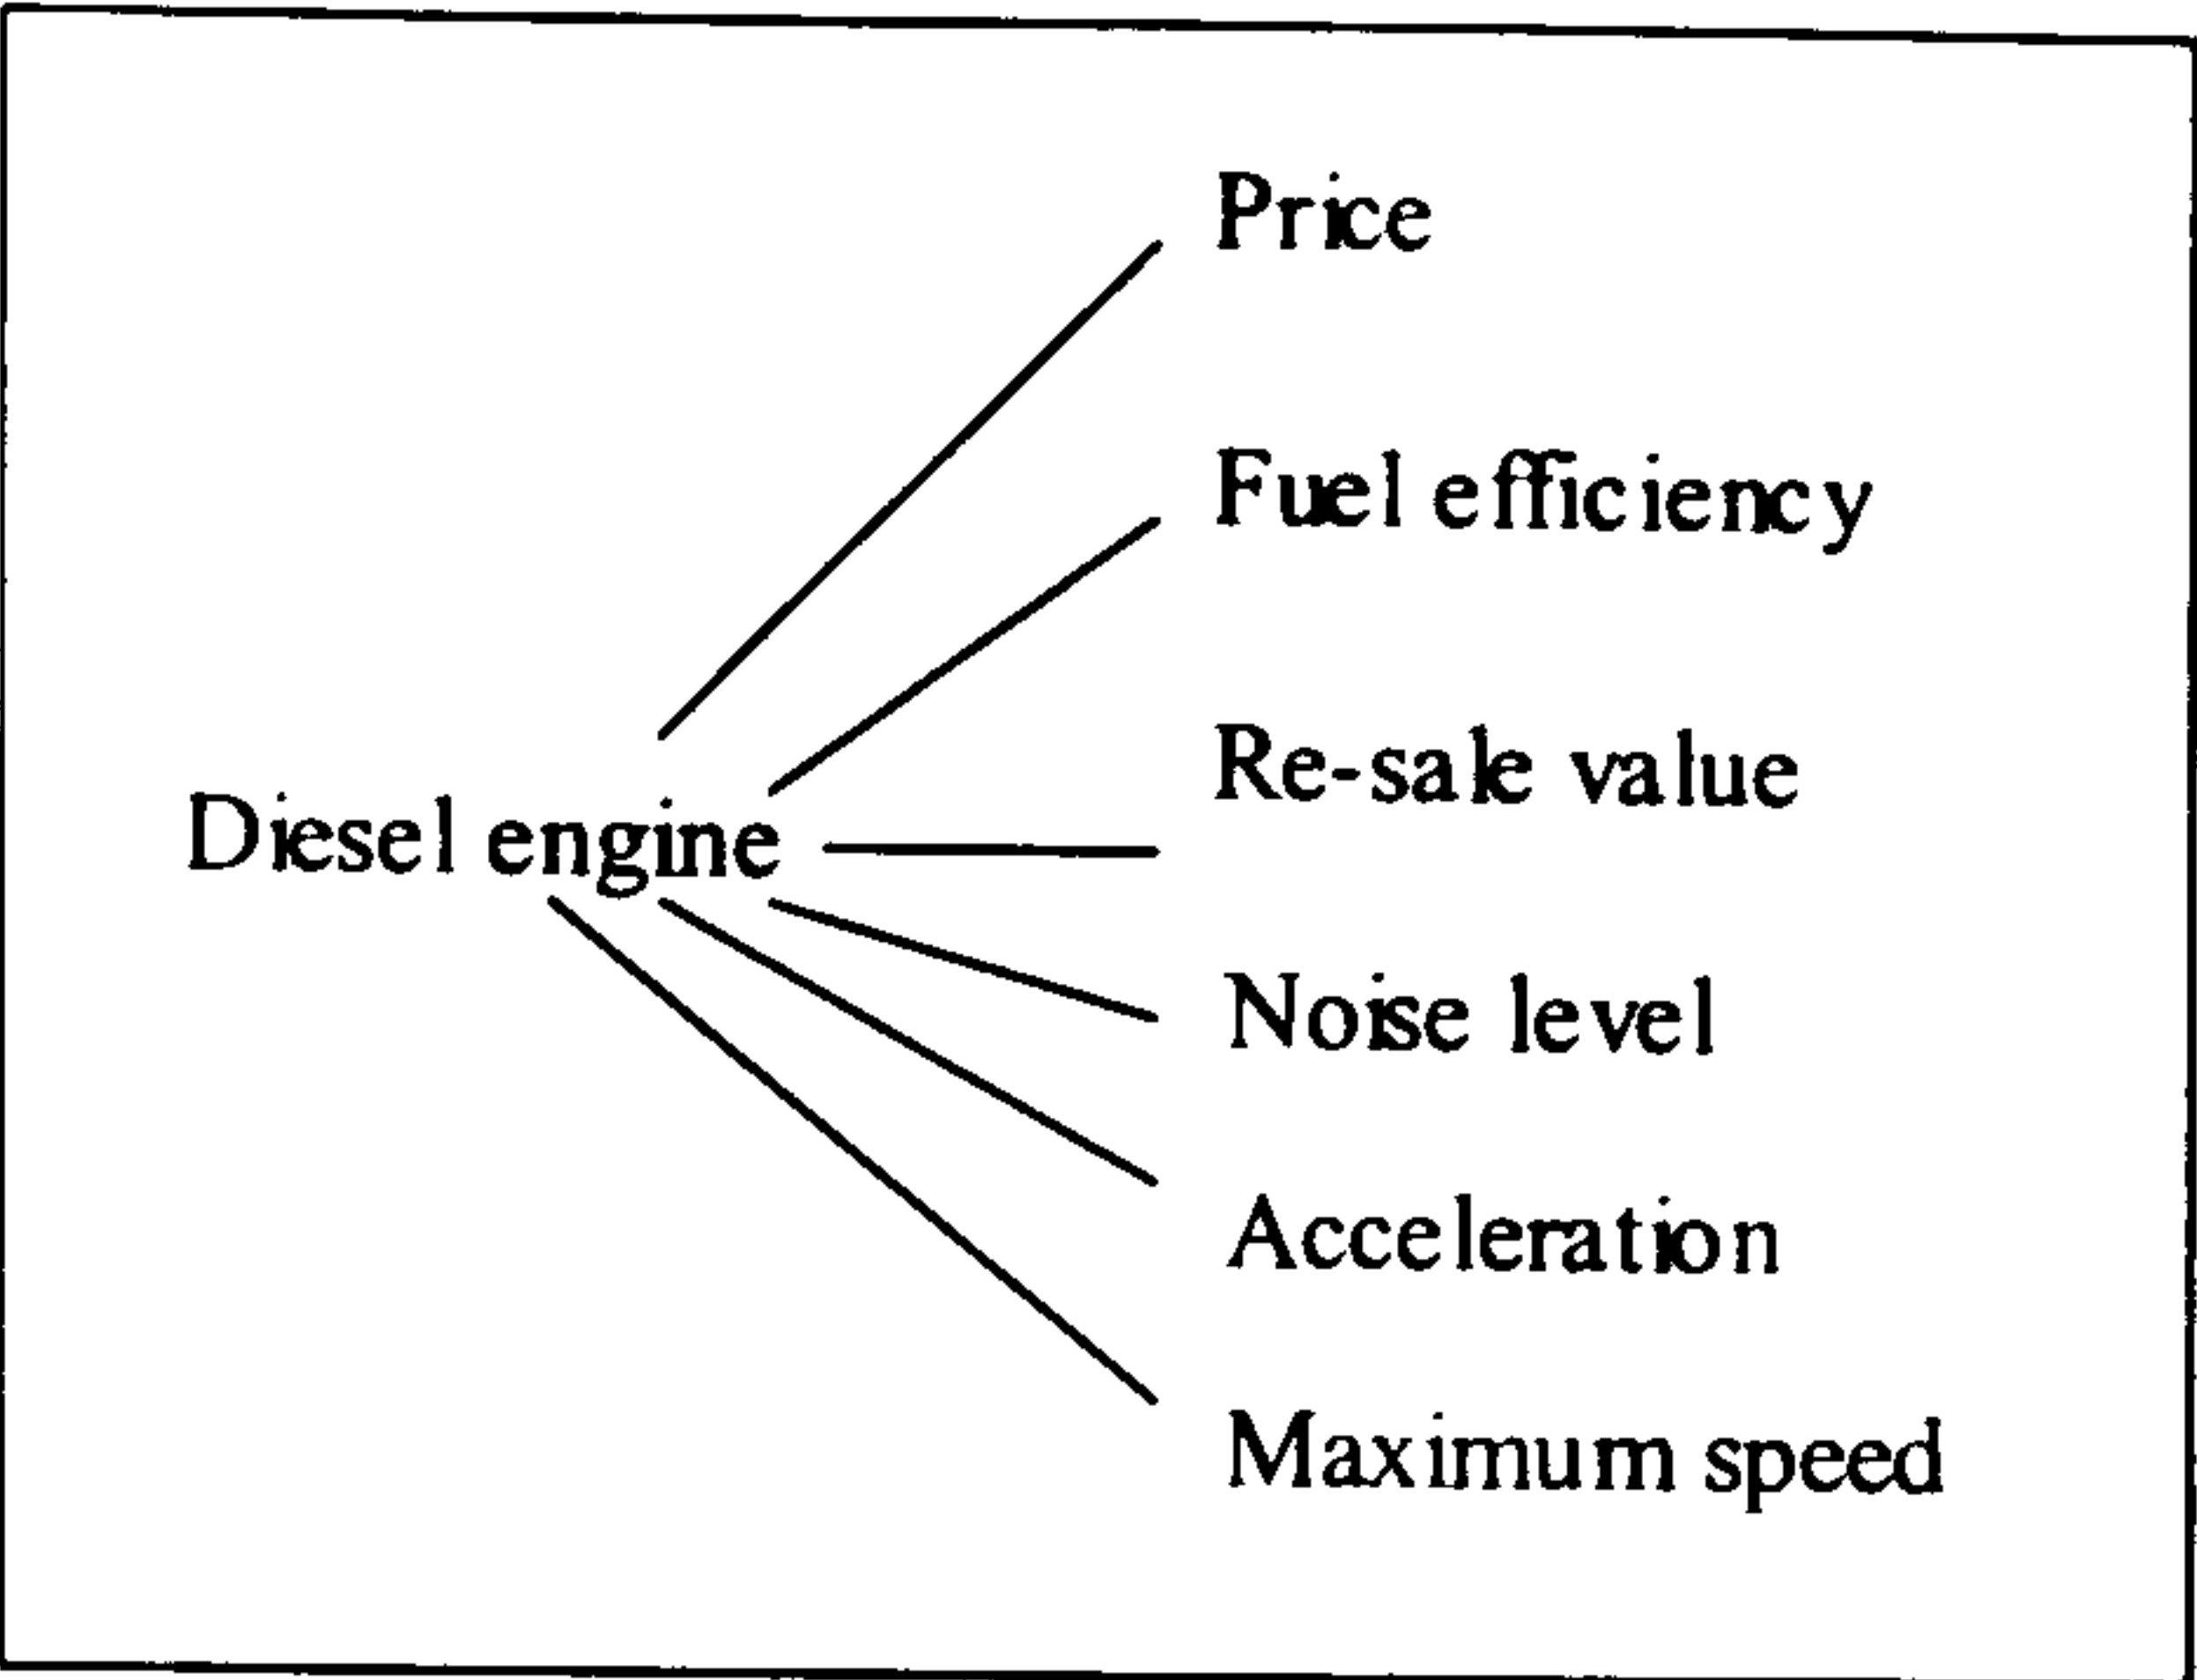 Price
Fuel efficiency
Re-sale value
Diesel engine
Noise level
Acceleration
Maximum speed